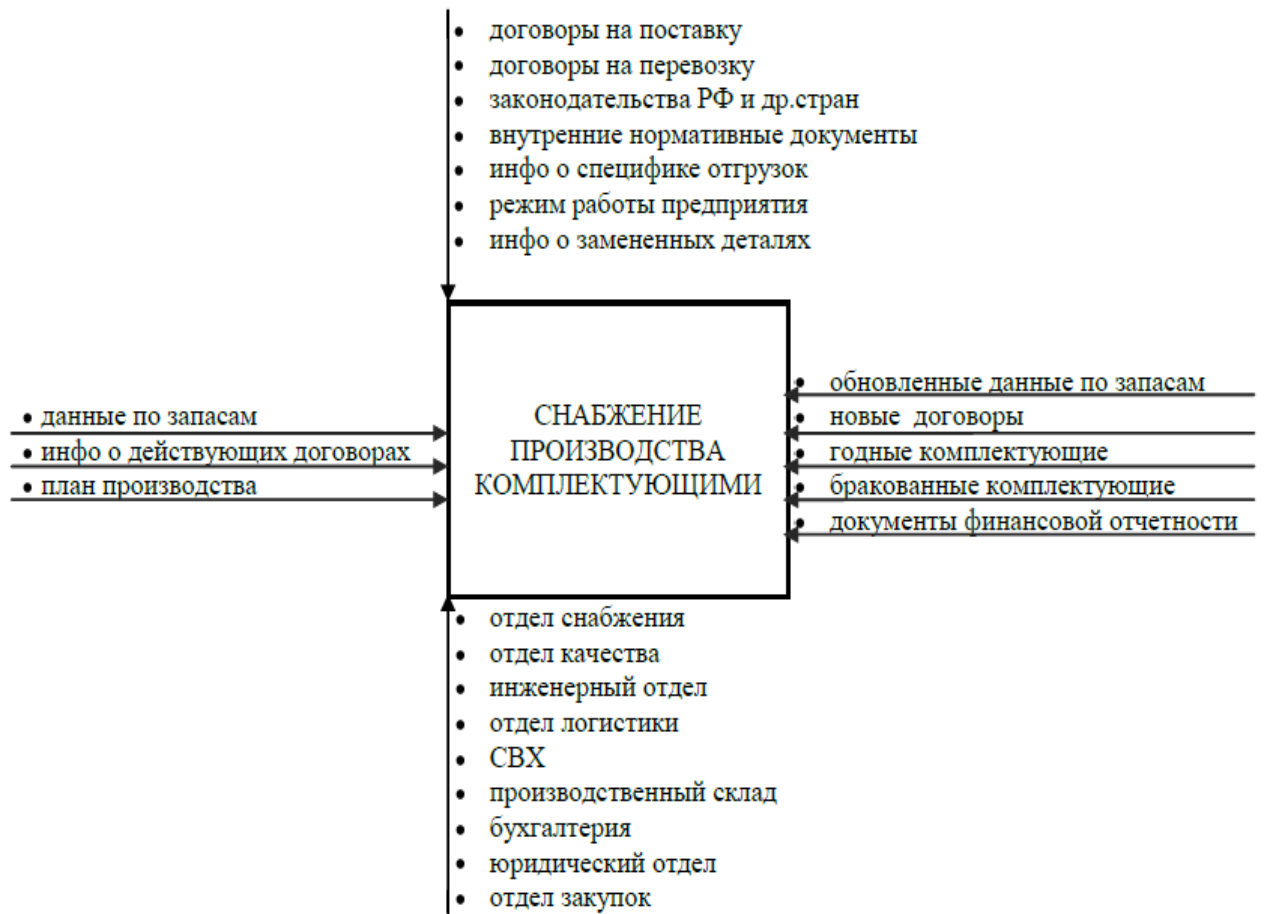 • договоры на поставку
• договоры на перевозку
• законодательства РФ и др.стран
• внутренние нормативные документы
• инфо о специфике отгрузок
• режим работы предприятия
• инфо о замененных деталях
• данные по запасам
• инфо о действующих договорах
• план производства
СНАБЖЕНИЕ
ПРОИЗВОДСТВА
КОМПЛЕКТУЮЩИМИ
• обновленные данные по запасам
• новые договоры
• годные комплектующие
• бракованные комплектующие
• документы финансовой отчетности
• отдел снабжения
• отдел качества
• инженерный отдел
• отдел логистики
• СВХ
• производственный склад
• бухгалтерия
• юридический отдел
• отдел закупок